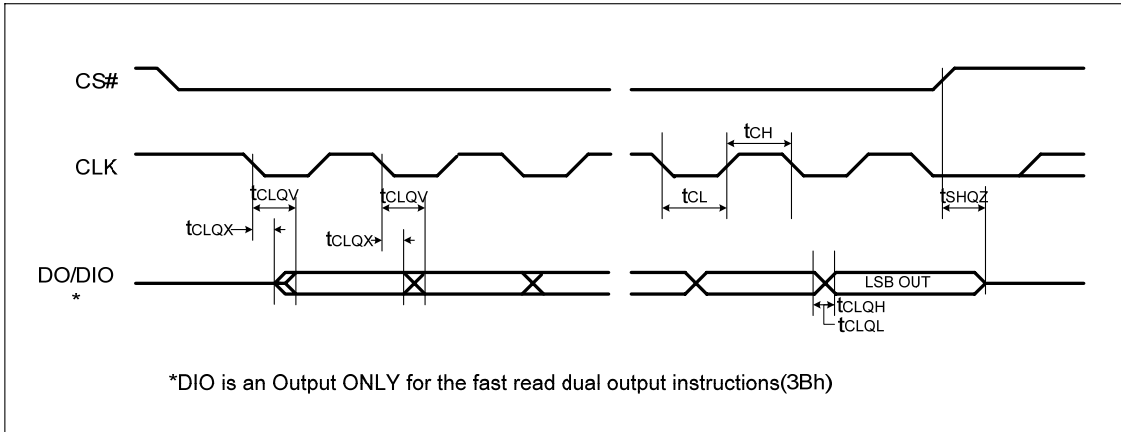 CS#
CLK
tCH
tCLQV
tCLQV
tCL
tSHQZ
tCLQX
tCLQX
DO/DIO
*
LSB OUT
tCLQH
tCLQL
*DIO is an Output ONLY for the fast read dual output instructions(3Bh)